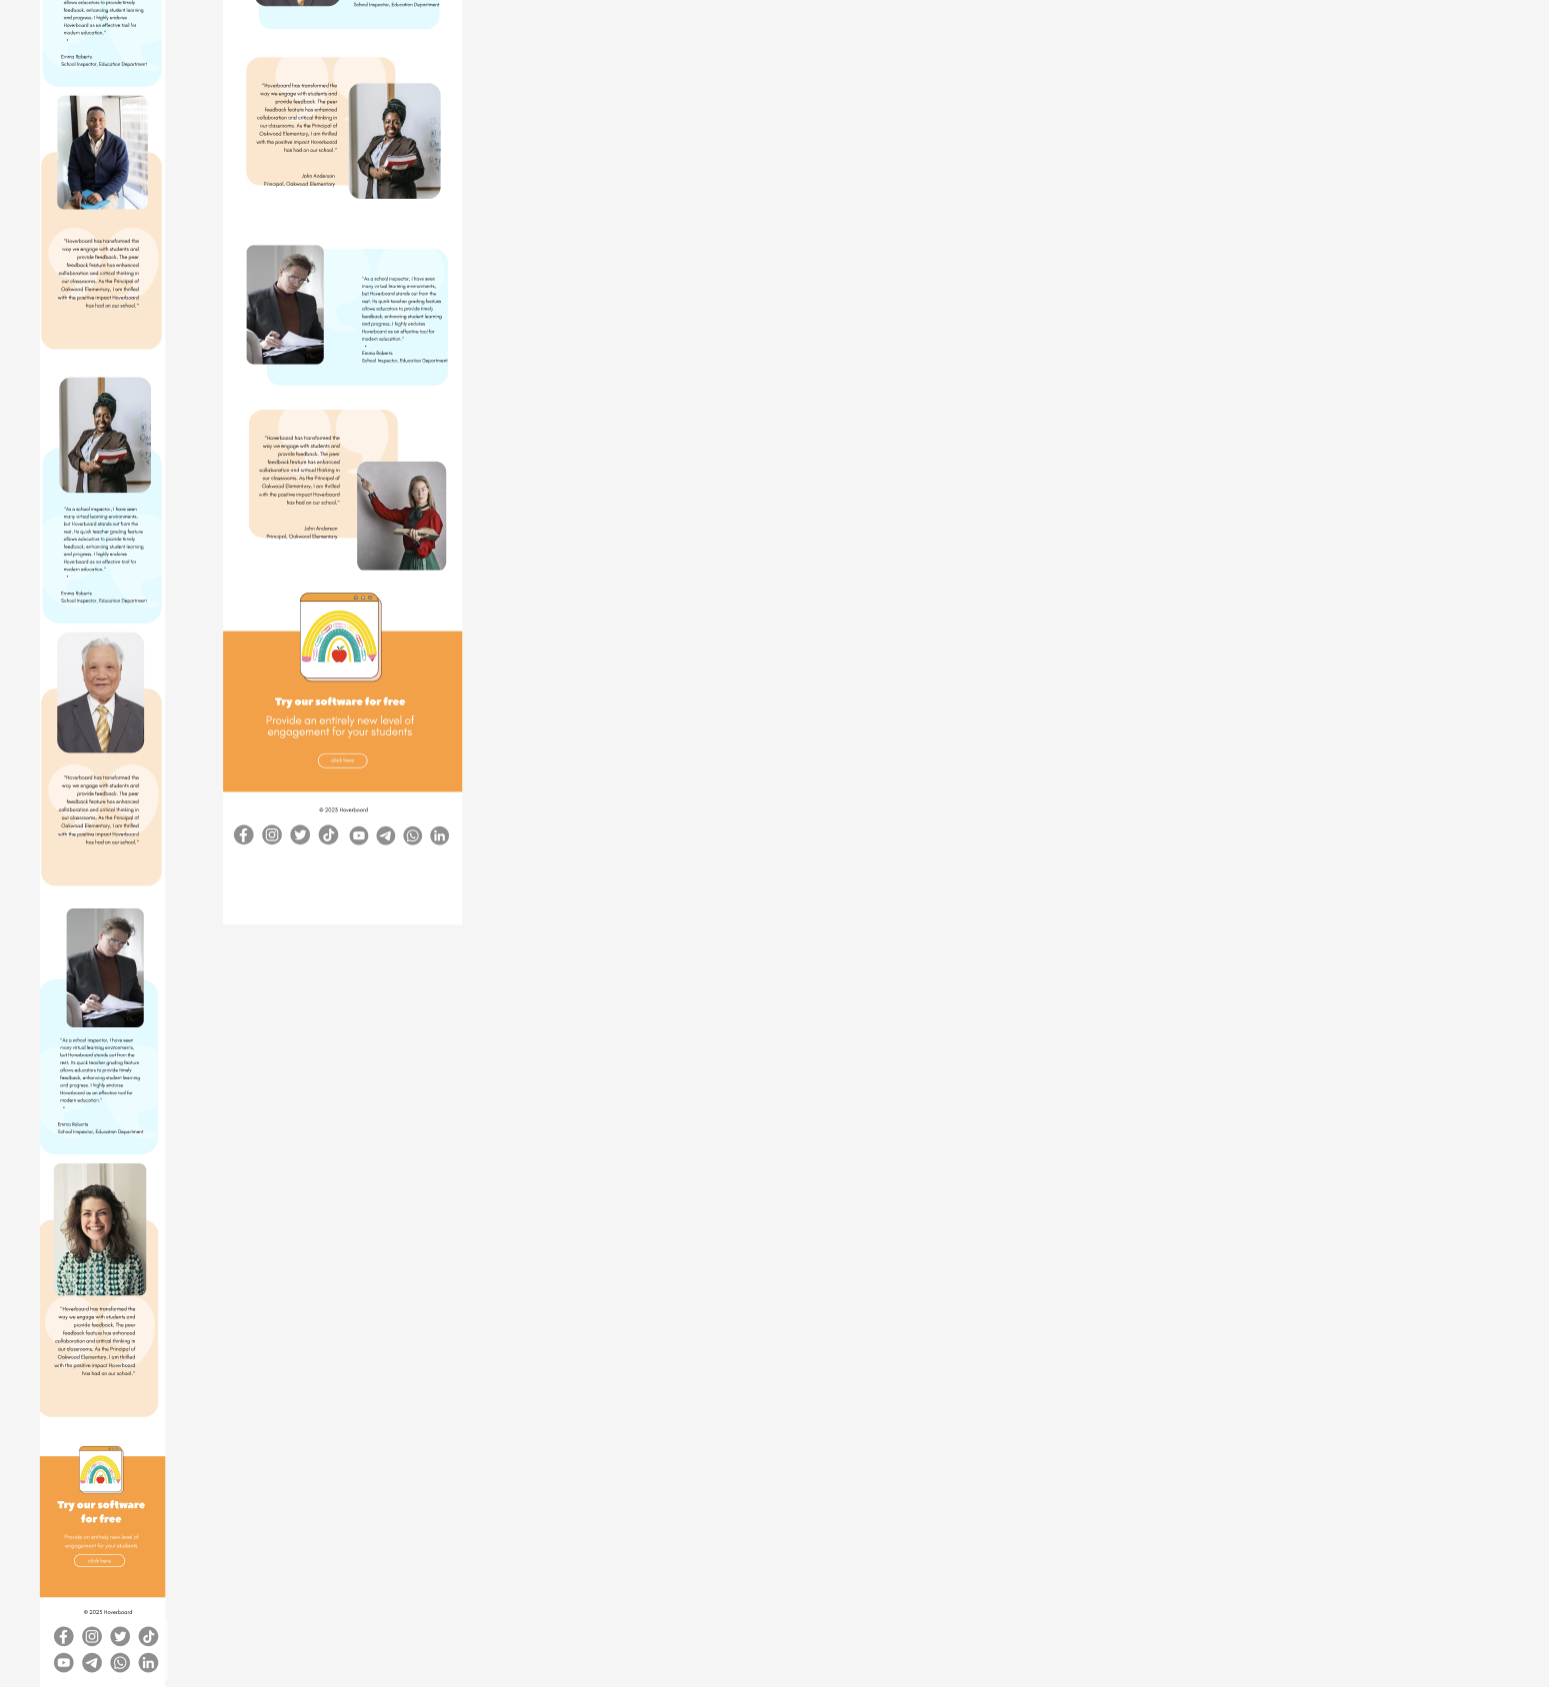 allows educators to provide timely
feedback, enhancing student learning
and progress. I highly endorse
Hoverboard as an effective tool for
modern education."
Emma Roberts
School Inspector, Education Department
"Hoverboard has transformed the
way we engage with students and
provide feedback. The peer
feedback feature has enhanced
collaboration and critical thinking in
our classrooms. As the Principal of
Oakwood Elementary, I am thrilled
with the positive impact Hoverboard
has had on our school."
"As a school inspector, I have seen
many virtual learning environments,
but Hoverboard stands out from the
rest. Its quick teacher grading feature
allows educators to provide timely
feedback, enhancing student learning
and progress. I highly endorse
Hoverboard as an effective tool for
modern education."
Emma Roberts
School Inspector, Education Department
"Hoverboard has transformed the
way we engage with students and
provide feedback. The peer
feedback feature has enhanced
collaboration and critical thinking in
our classrooms. As the Principal of
Oakwood Elementary, I am thrilled
with the positive impact Hoverboard
has had on our school."
"As a school inspector, I have seen
many virtual learning environments,
but Hoverboard stands out from the
rest. Its quick teacher grading feature
allows educators to provide timely
feedback, enhancing student learning
and progress. I highly endorse
Hoverboard as an effective tool for
modern education."
Emma Roberts
School Inspector, Education Department
"Hoverboard has transformed the
way we engage with students and
provide feedback. The peer
feedback feature has enhanced
collaboration and critical thinking in
our classrooms. As the Principal of
Oakwood Elementary, I am thrilled
with the positive impact Hoverboard
has had on our school."
Try our software
for free
Provide an entirely new level of
engagement for your students
click here
© 2023 Hoverboard
School Inspector, Education Department
"Hoverboard has transformed the
way we engage with students and
provide feedback. The peer
feedback feature has enhanced
collaboration and critical thinking in
our classrooms. As the Principal of
Oakwood Elementary, I am thrilled
with the positive impact Hoverboard
has had on our school."
John Anderson
Principal, Oakwood Elementary
"As a school inspector, I have seen
many virtual learning environments,
but Hoverboard stands out from the
rest. Its quick teacher grading feature
allows educators to provide timely
feedback, enhancing student learning
and progress. I highly endorse
Hoverboard as an effective tool for
modern education."
Emma Roberts
School Inspector, Education Department
"Hoverboard has transformed the
way we engage with students and
provide feedback. The peer
feedback feature has enhanced
collaboration and critical thinking in
our classrooms. As the Principal of
Oakwood Elementary, I am thrilled
with the positive impact Hoverboard
has had on our school."
John Anderson
Principal, Oakwood Elementary
Try our software for free
Provide an entirely new level of
engagement for your students
click here
© 2023 Hoverboard